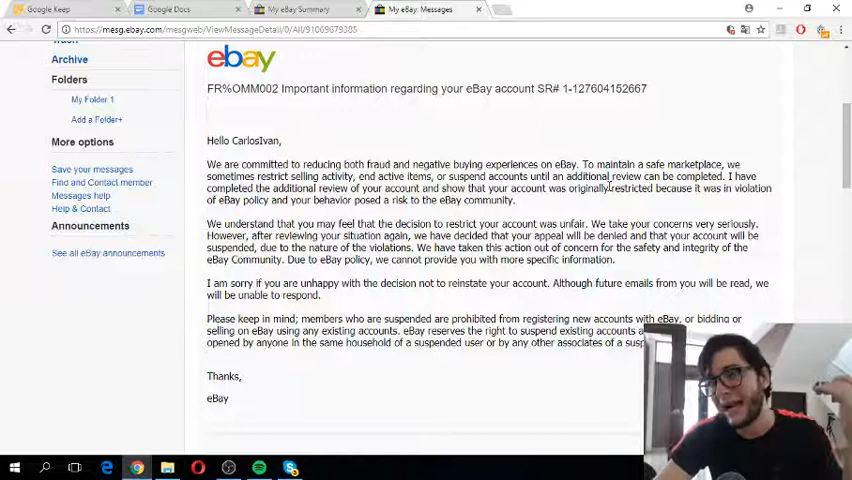 Google Keep
Google Docs
My eBay Summary
My eBay: Messages
https://mesg.ebay.com/mesgweb/ViewMessageDetail/0/All/91069679385
Archive
Folders
My Folder 1
Add a Folder+
More options
Save your messages
Find and Contact member
Messages help
Help & Contact
Announcements
See all eBay announcements
ebay
FR%OMM002 Important information regarding your eBay account SR# 1-127604152667
Hello CarlosIvan,
We are committed to reducing both fraud and negative buying experiences on eBay. To maintain a safe marketplace, we
sometimes restrict selling activity, end active items, or suspend accounts until an additional review can be completed. I have
completed the additional review of your account and show that your account was originally restricted because it was in violation
of eBay policy and your behavior posed a risk to the eBay community.
We understand that you may feel that the decision to restrict your account was unfair. We take your concerns very seriously.
However, after reviewing your situation again, we have decided that your appeal will be denied and that your account will be
suspended, due to the nature of the violations. We have taken this action out of concern for the safety and integrity of the
eBay Community. Due to eBay policy, we cannot provide you with more specific information.
I am sorry if you are unhappy with the decision not to reinstate your account. Although future emails from you will be read, we
will be unable to respond.
Please keep in mind; members who are suspended are prohibited from registering new accounts with eBay, or bidding or
selling on eBay using any existing accounts. eBay reserves the right to suspend existing accounts
opened by anyone in the same household of a suspended user or by any other associates of a
Thanks,
eBay